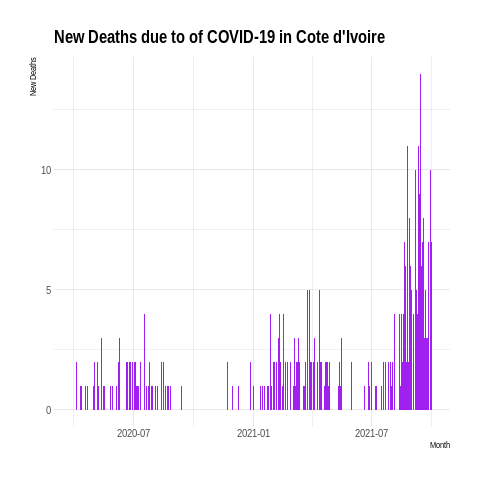 New Deaths due to of COVID-19 in Cote d'Ivoire
New Deaths
10
5
0
2020-07
2021-01
2021-07
Month